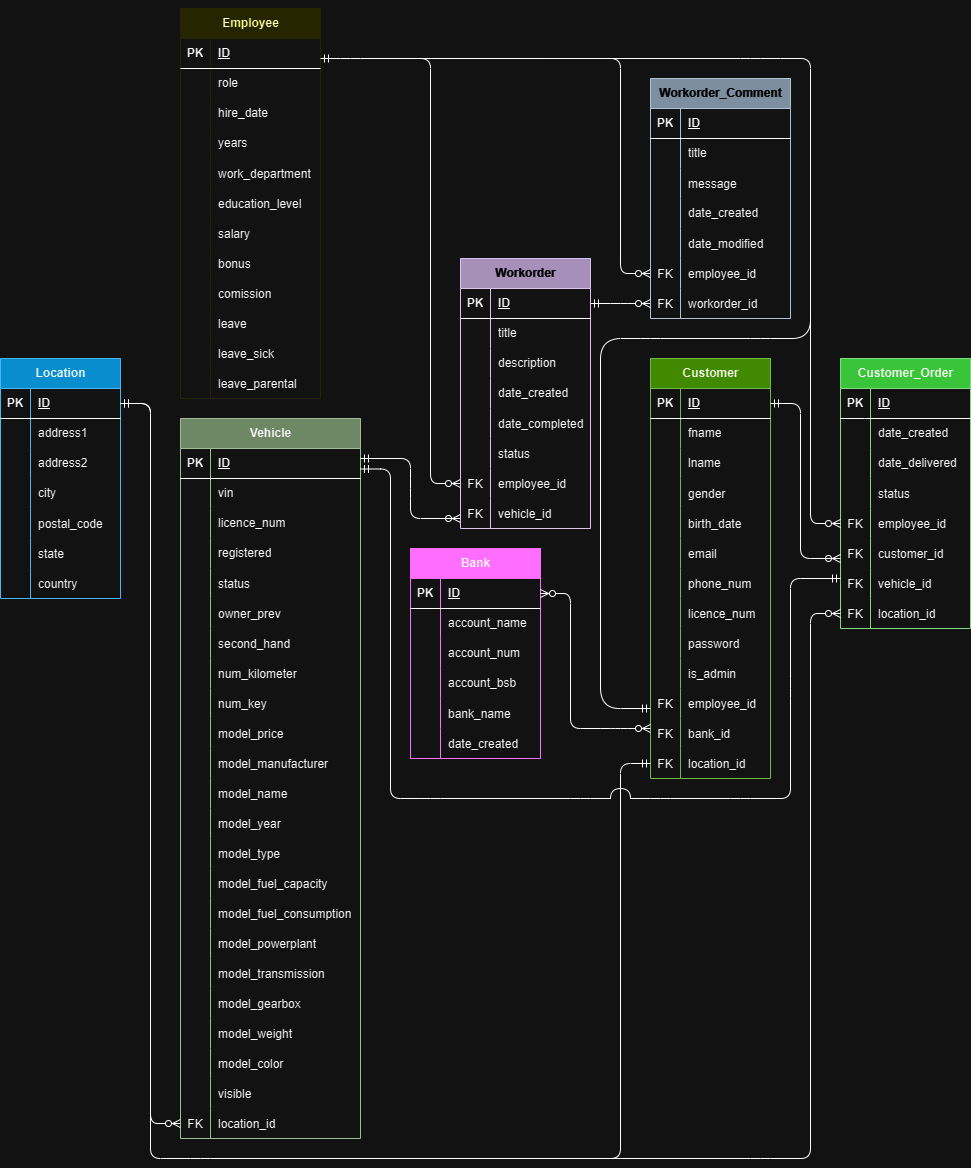 Employee
PK ID
role
hire_date
years
work_department
education_level
salary
bonus
comission
leave
leave_sick
leave_parental
Workorder_Comment
PK ID
title
message
date_created
date_modified
FK employee_id
FK workorder_id
Workorder
PK ID
title
description
date_created
date_completed
status
FK employee_id
FK vehicle_id
Location
PK ID
address1
address2
city
postal_code
state
country
Vehicle
PK ID
vin
licence_num
registered
status
owner_prev
second_hand
num_kilometer
num_key
model_price
model_manufacturer
model_name
model_year
model_type
model_fuel_capacity
model_fuel_consumption
model_powerplant
model_transmission
model_gearbox
model_weight
model_color
visible
FK location_id
Bank
PK ID
account_name
account_num
account_bsb
bank_name
date_created
Customer
PK ID
fname
lname
gender
birth_date
email
phone_num
licence_num
password
is_admin
FK employee_id
FK bank_id
FK location_id
Customer_Order
PK ID
date_created
date_delivered
status
FK employee_id
FK customer_id
FK vehicle_id
FK location_id